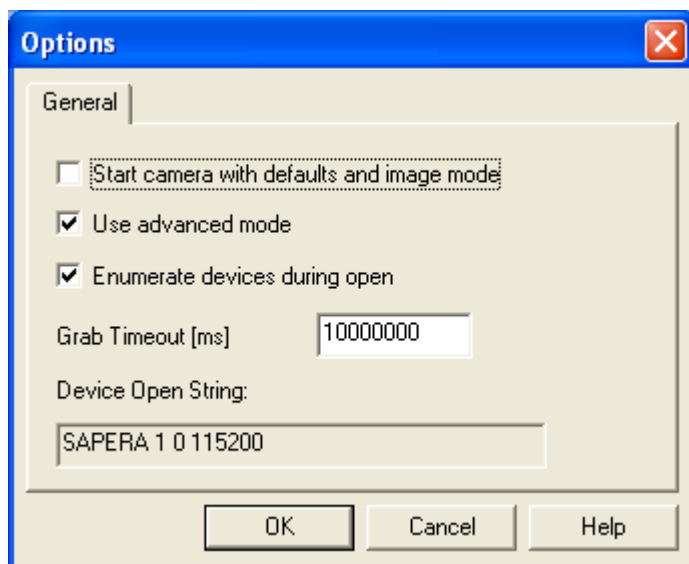 Options
General
Start camera with defaults and image mode
Use advanced mode
Enumerate devices during open
Grab Timeout [ms] 10000000
Device Open String:
SAPERA 1 0 115200
OK Cancel Help